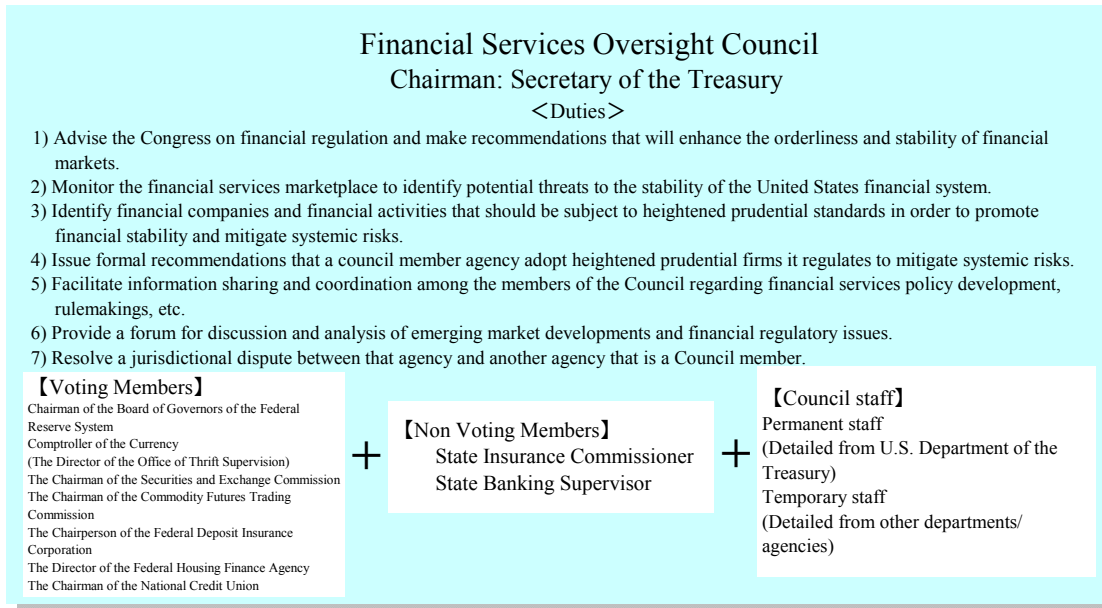 Financial Services Oversight Council
Chairman: Secretary of the Treasury
＜Duties＞
1) Advise the Congress on financial regulation and make recommendations that will enhance the orderliness and stability of financial
markets.
2) Monitor the financial services marketplace to identify potential threats to the stability of the United States financial system.
3) Identify financial companies and financial activities that should be subject to heightened prudential standards in order to promote
financial stability and mitigate systemic risks.
4) Issue formal recommendations that a council member agency adopt heightened prudential firms it regulates to mitigate systemic risks.
5) Facilitate information sharing and coordination among the members of the Council regarding financial services policy development,
rulemakings, etc.
6) Provide a forum for discussion and analysis of emerging market developments and financial regulatory issues.
7) Resolve a jurisdictional dispute between that agency and another agency that is a Council member.
【Voting Members】
Chairman of the Board of Governors of the Federal
Reserve System
Comptroller of the Currency
(The Director of the Office of Thrift Supervision)
The Chairman of the Securities and Exchange Commission
The Chairman of the Commodity Futures Trading
Commission
The Chairperson of the Federal Deposit Insurance
Corporation
The Director of the Federal Housing Finance Agency
The Chairman of the National Credit Union
＋
【Non Voting Members】
State Insurance Commissioner
State Banking Supervisor
＋
【Council staff】
Permanent staff
(Detailed from U.S. Department of the
Treasury)
Temporary staff
(Detailed from other departments/
agencies)